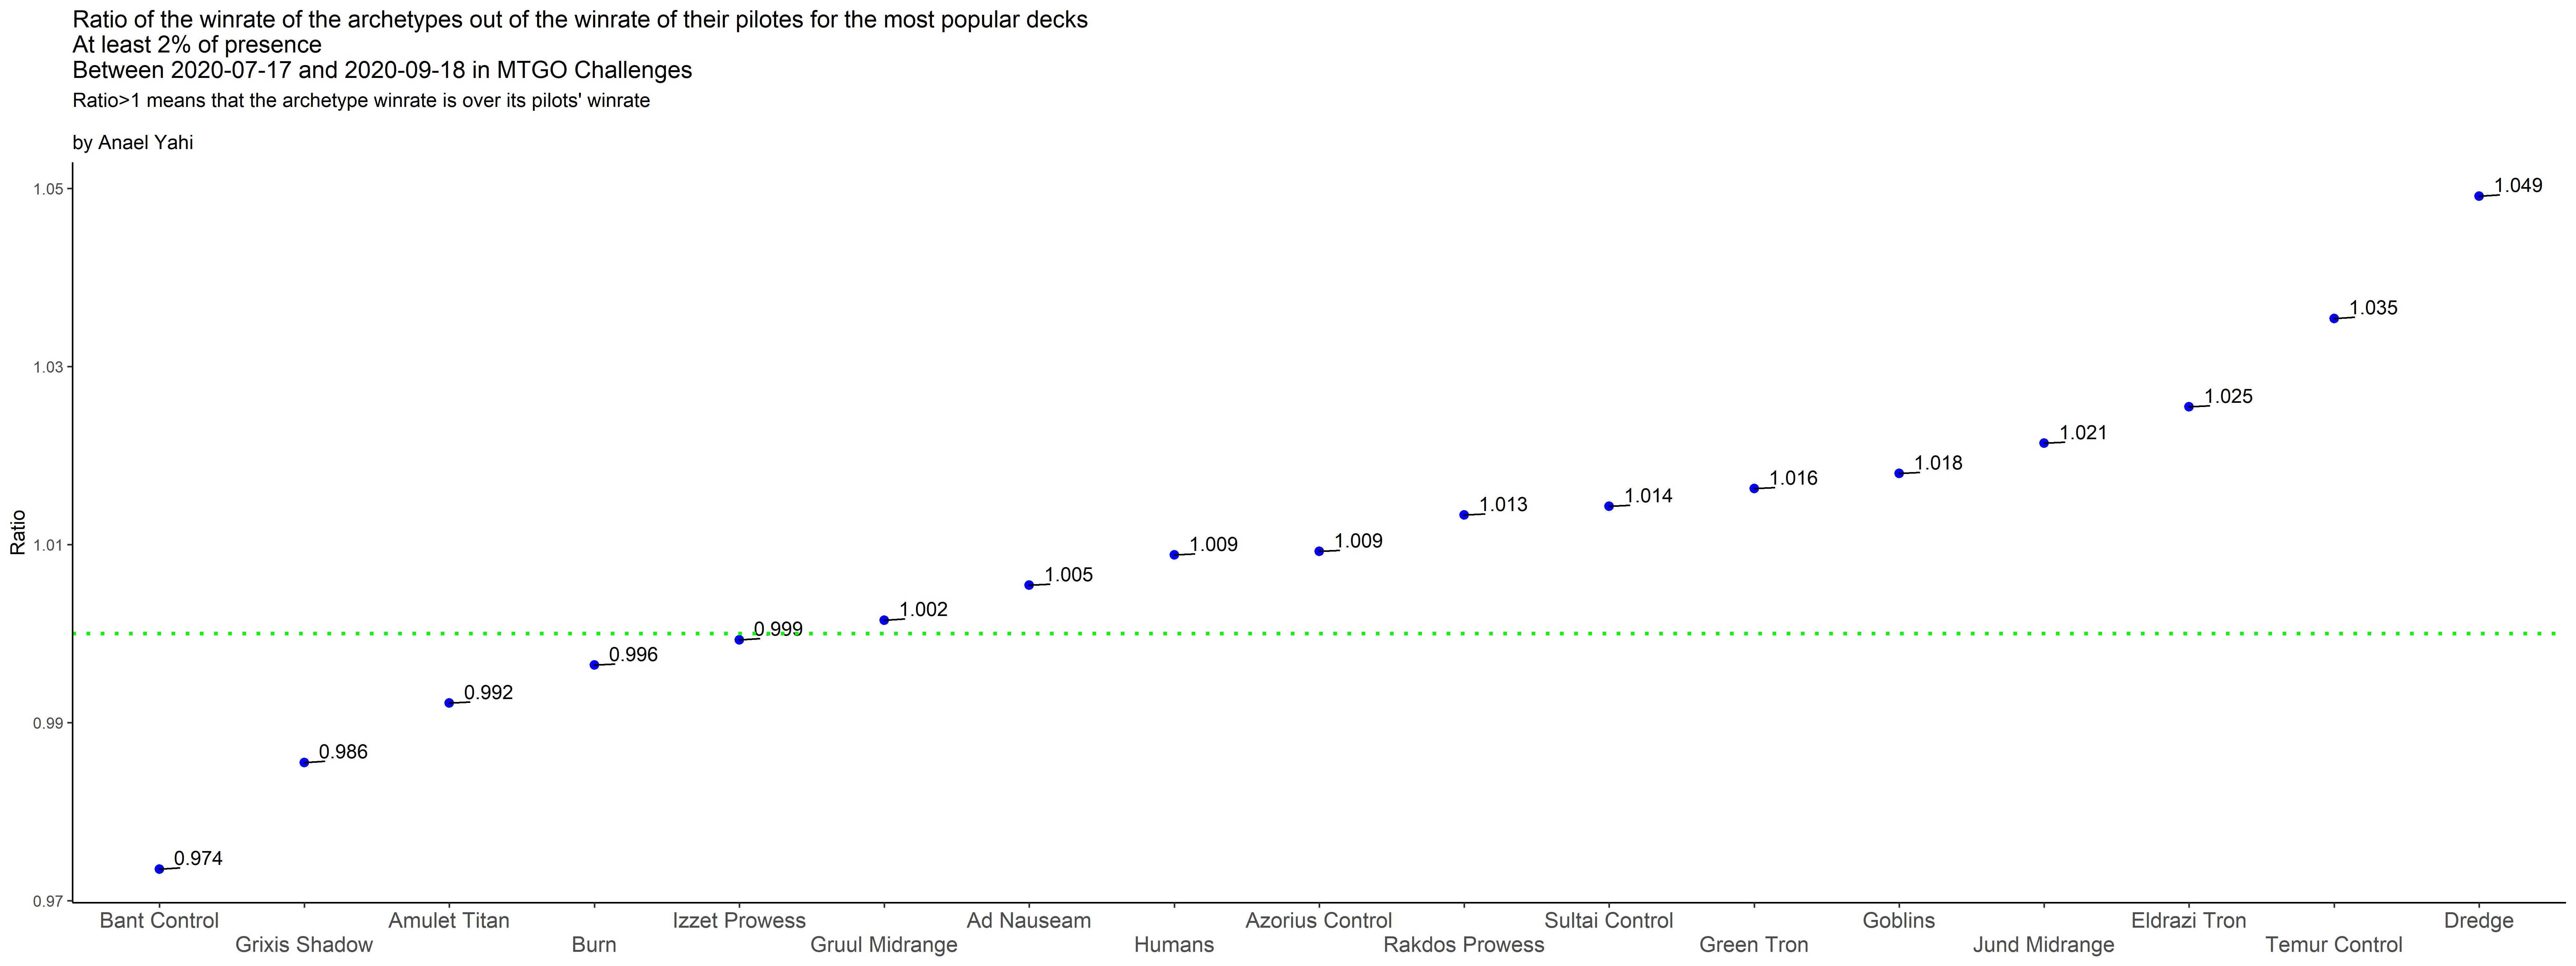 Ratio of the winrate of the archetypes out of the winrate of their pilotes for the most popular decks
At least 2% of presence
Between 2020-07-17 and 2020-09-18 in MTGO Challenges
Ratio>1 means that the archetype winrate is over its pilots' winrate
by Anael Yahi
1.05
1.03
1.01
0.99
0.97
Ratio
0.974
0.986
0.992
0.996
0.999
1.002
1.005
1.009
1.009
1.013
1.014
1.016
1.018
1.021
1.025
1.035
1.049
Bant Control
Grixis Shadow
Amulet Titan
Burn
Izzet Prowess
Gruul Midrange
Ad Nauseam
Humans
Azorius Control
Rakdos Prowess
Sultai Control
Green Tron
Goblins
Jund Midrange
Eldrazi Tron
Temur Control
Dredge